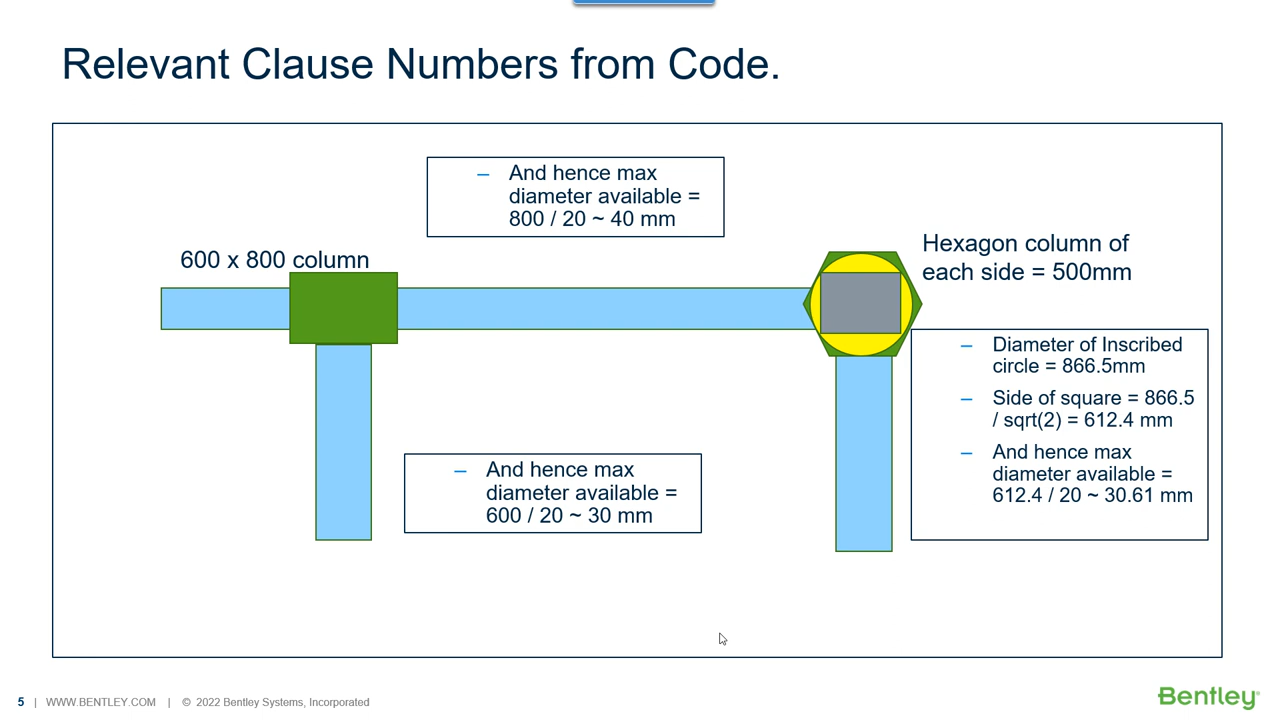 Relevant Clause Numbers from Code.
– And hence max
diameter available =
800 / 20 ~ 40 mm
600 x 800 column
Hexagon column of
each side = 500mm
– Diameter of Inscribed
circle = 866.5mm
– Side of square = 866.5
/ sqrt(2) = 612.4 mm
– And hence max
diameter available =
612.4 / 20 ~ 30.61 mm
– And hence max
diameter available =
600 / 20 ~ 30 mm
5 | WWW.BENTLEY.COM | © 2022 Bentley Systems, Incorporated
Bentley